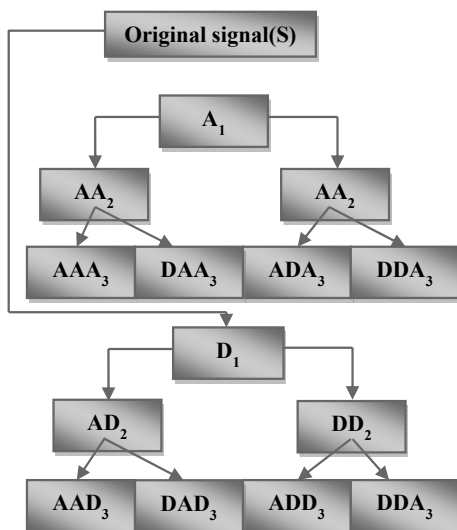 Original signal(S)
A₁
AA₂ AA₂
AAA₃ DAA₃ ADA₃ DDA₃
D₁
AD₂ DD₂
AAD₃ DAD₃ ADD₃ DDA₃